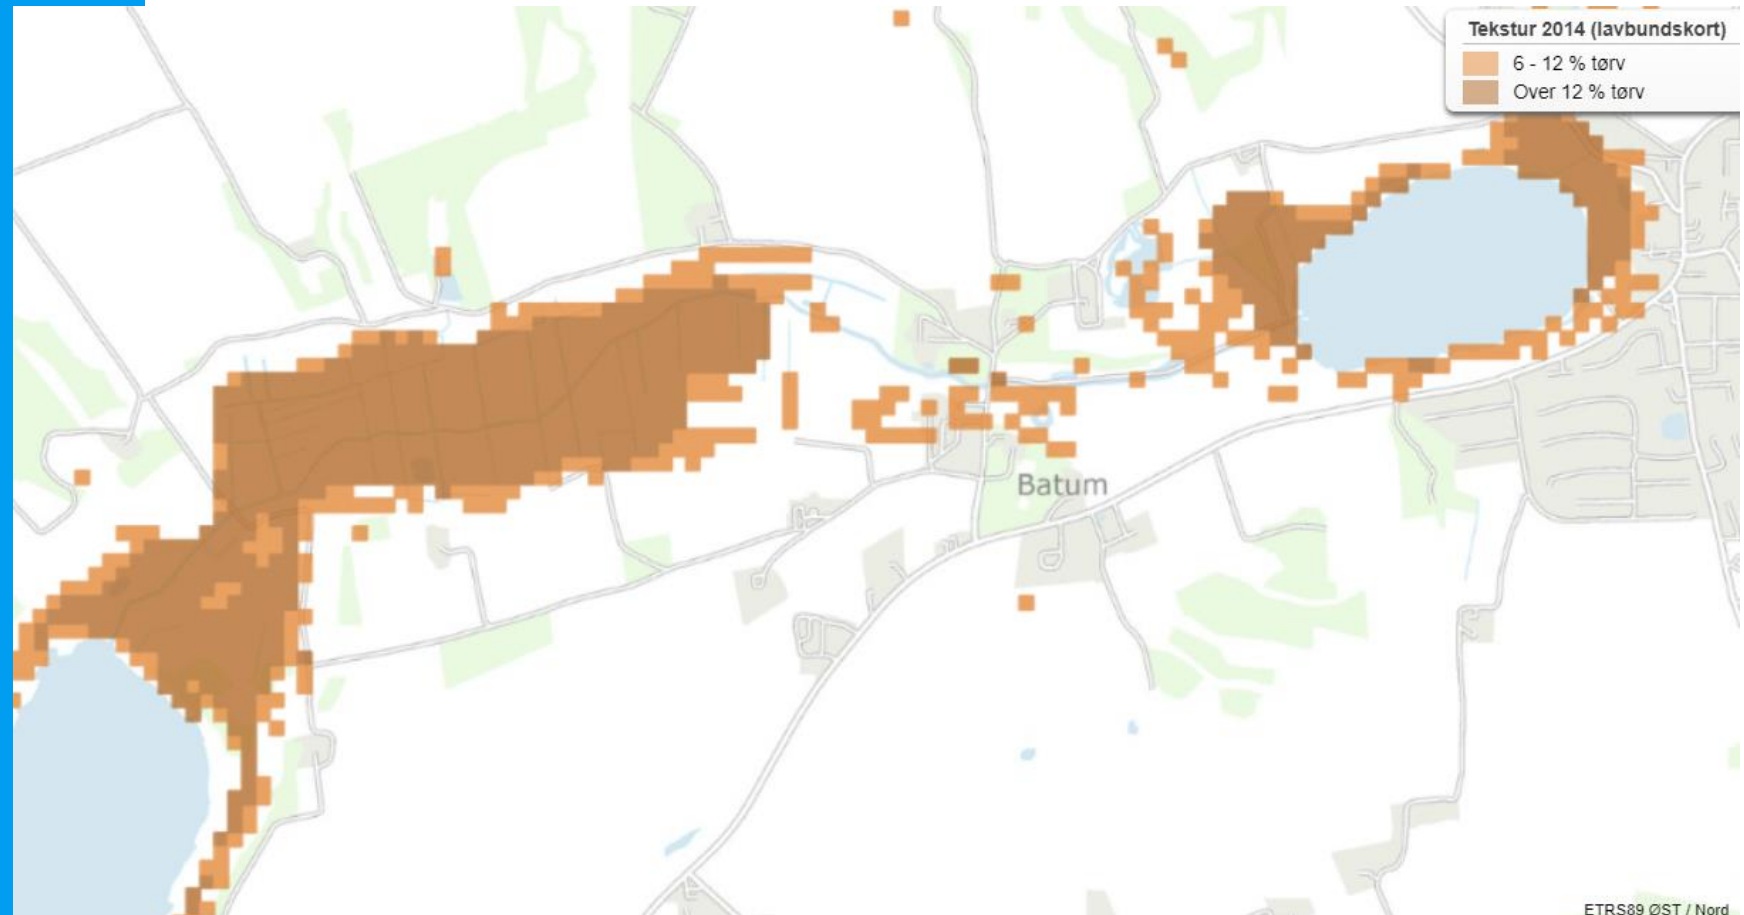 Tekstur 2014 (lavbundskort)
6 - 12 % tørv
Over 12 % tørv
Batum
ETRS89 ØST / Nord